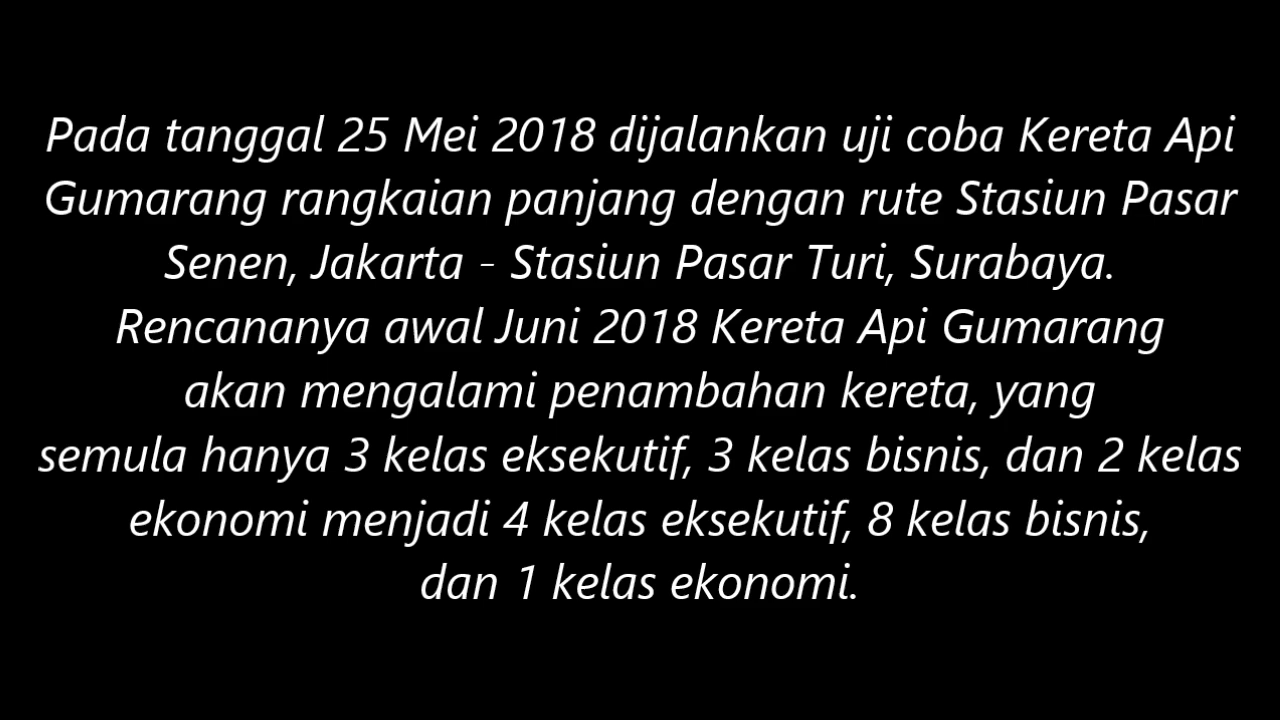 Pada tanggal 25 Mei 2018 dijalankan uji coba Kereta Api
Gumarang rangkaian panjang dengan rute Stasiun Pasar
Senen, Jakarta - Stasiun Pasar Turi, Surabaya.
Rencananya awal Juni 2018 Kereta Api Gumarang
akan mengalami penambahan kereta, yang
semula hanya 3 kelas eksekutif, 3 kelas bisnis, dan 2 kelas
ekonomi menjadi 4 kelas eksekutif, 8 kelas bisnis,
dan 1 kelas ekonomi.